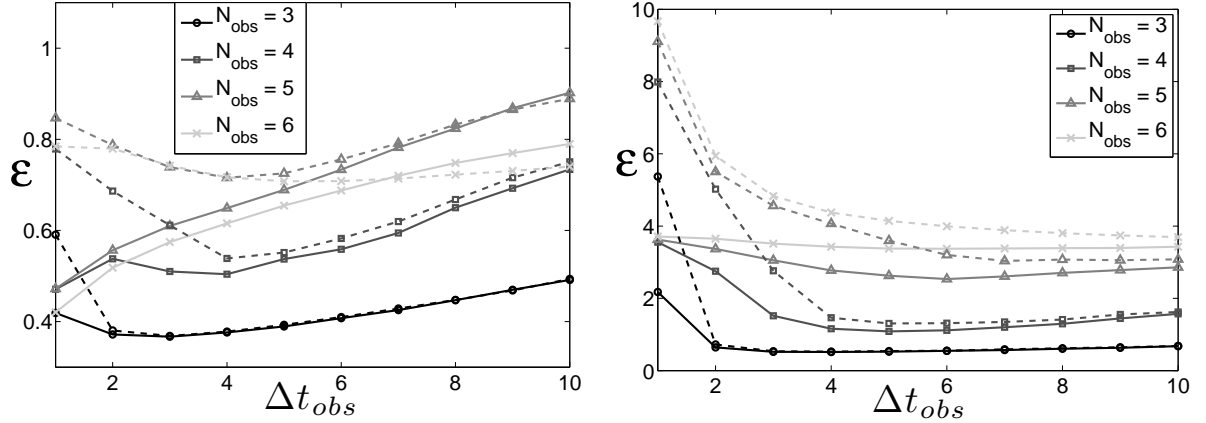 1
0.8
0.6
0.4
ε
2
4
6
8
10
Δt_obs
N_obs = 3
N_obs = 4
N_obs = 5
N_obs = 6
10
8
6
4
2
0
ε
2
4
6
8
10
Δt_obs
N_obs = 3
N_obs = 4
N_obs = 5
N_obs = 6